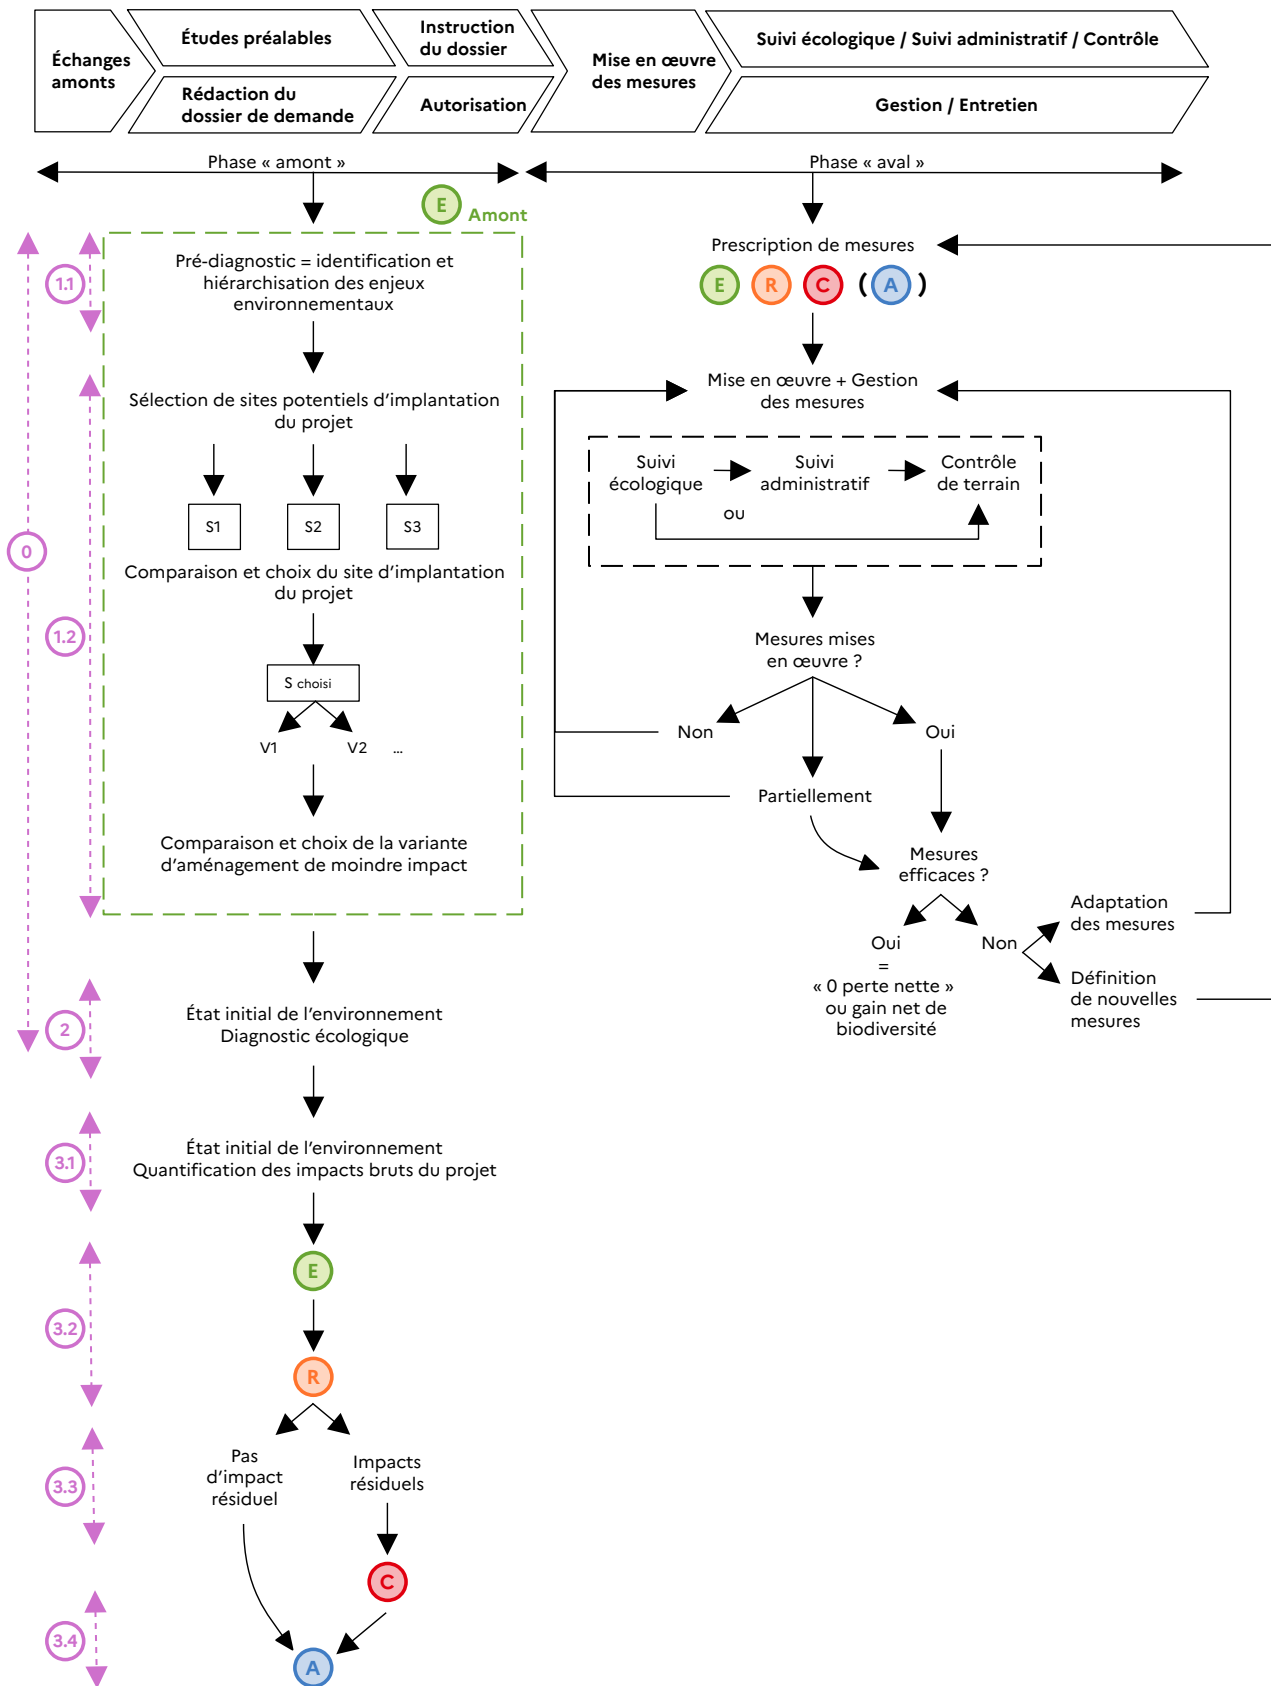 Échanges
amonts
Études préalables
Rédaction du
dossier de demande
Instruction
du dossier
Autorisation
Mise en œuvre
des mesures
Suivi écologique / Suivi administratif / Contrôle
Gestion / Entretien
Phase « amont »
Phase « aval »
E Amont
0
1.1
Pré-diagnostic = identification et
hiérarchisation des enjeux
environnementaux
1.2
Sélection de sites potentiels d'implantation
du projet
S1 S2 S3
Comparaison et choix du site d'implantation
du projet
S choisi
V1 V2 ...
Comparaison et choix de la variante
d'aménagement de moindre impact
2
État initial de l'environnement
Diagnostic écologique
3.1
État initial de l'environnement
Quantification des impacts bruts du projet
3.2
E
R
3.3
Pas
d'impact
résiduel
Impacts
résiduels
C
3.4
A
Prescription de mesures
E R C (A)
Mise en œuvre + Gestion
des mesures
Suivi
écologique
Suivi
administratif
Contrôle
de terrain
ou
Mesures mises
en œuvre ?
Non
Oui
Partiellement
Mesures
efficaces ?
Oui
=
« 0 perte nette »
ou gain net de
biodiversité
Non
Adaptation
des mesures
Définition
de nouvelles
mesures